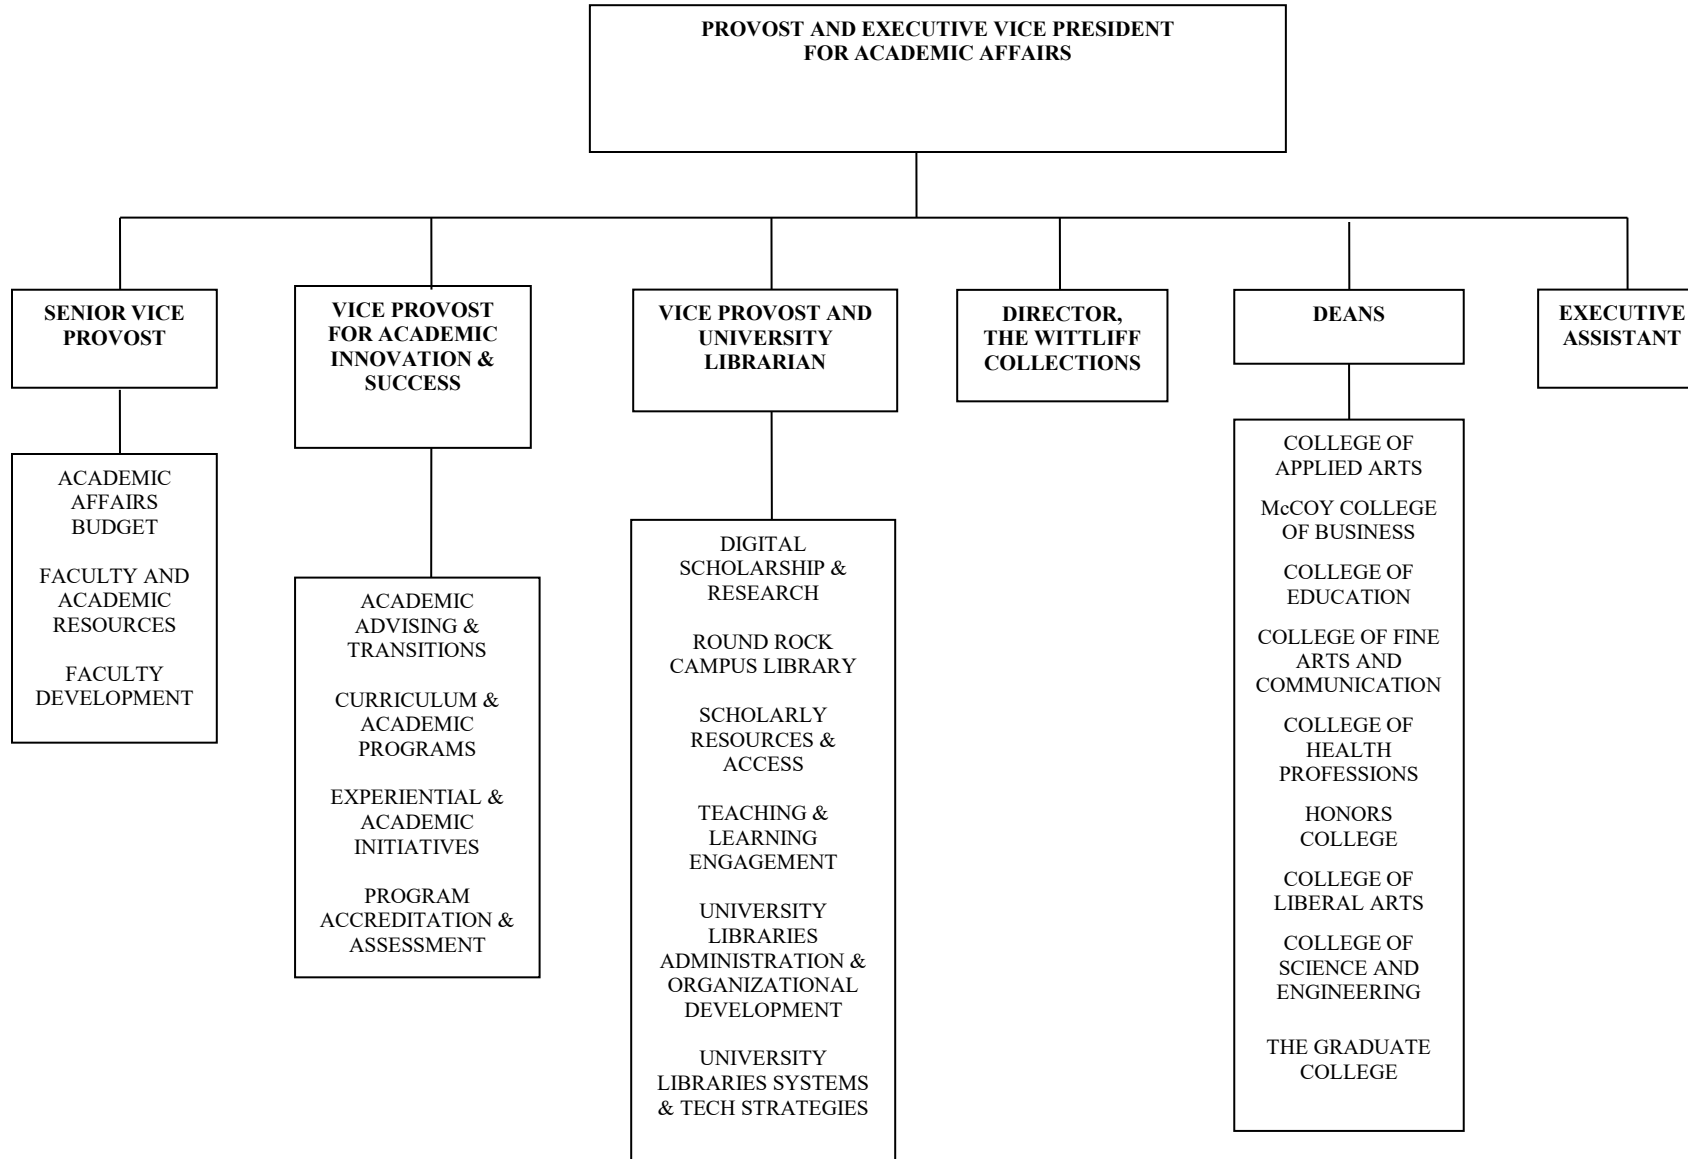 PROVOST AND EXECUTIVE VICE PRESIDENT
FOR ACADEMIC AFFAIRS
SENIOR VICE
PROVOST
VICE PROVOST
FOR ACADEMIC
INNOVATION &
SUCCESS
VICE PROVOST AND
UNIVERSITY
LIBRARIAN
DIRECTOR,
THE WITTLIFF
COLLECTIONS
DEANS
EXECUTIVE
ASSISTANT
ACADEMIC
AFFAIRS
BUDGET
FACULTY AND
ACADEMIC
RESOURCES
FACULTY
DEVELOPMENT
ACADEMIC
ADVISING &
TRANSITIONS
CURRICULUM &
ACADEMIC
PROGRAMS
EXPERIENTIAL &
ACADEMIC
INITIATIVES
PROGRAM
ACCREDITATION &
ASSESSMENT
DIGITAL
SCHOLARSHIP &
RESEARCH
ROUND ROCK
CAMPUS LIBRARY
SCHOLARLY
RESOURCES &
ACCESS
TEACHING &
LEARNING
ENGAGEMENT
UNIVERSITY
LIBRARIES
ADMINISTRATION &
ORGANIZATIONAL
DEVELOPMENT
UNIVERSITY
LIBRARIES SYSTEMS
& TECH STRATEGIES
COLLEGE OF
APPLIED ARTS
McCOY COLLEGE
OF BUSINESS
COLLEGE OF
EDUCATION
COLLEGE OF FINE
ARTS AND
COMMUNICATION
COLLEGE OF
HEALTH
PROFESSIONS
HONORS
COLLEGE
COLLEGE OF
LIBERAL ARTS
COLLEGE OF
SCIENCE AND
ENGINEERING
THE GRADUATE
COLLEGE